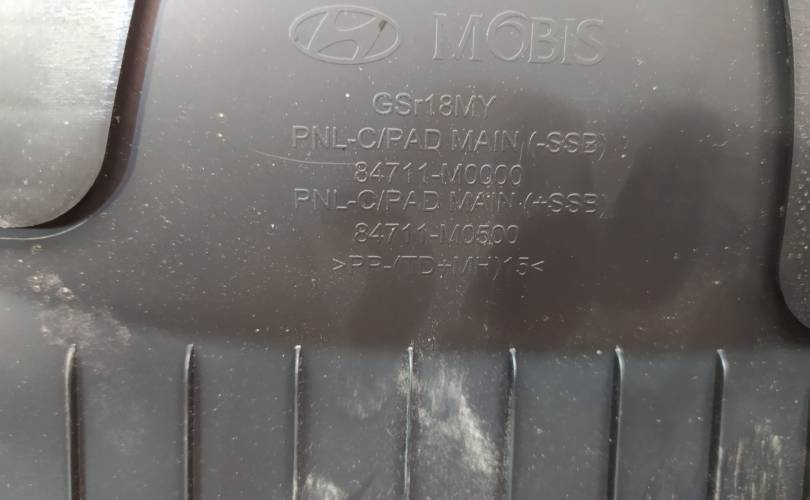 MOBIS
GSr18MY
PNL-C/PAD MAIN (-SSB)
84711-M0000
PNL-C/PAD MAIN (+SSB)
84711-M0500
>PP-(TD+MH)15<